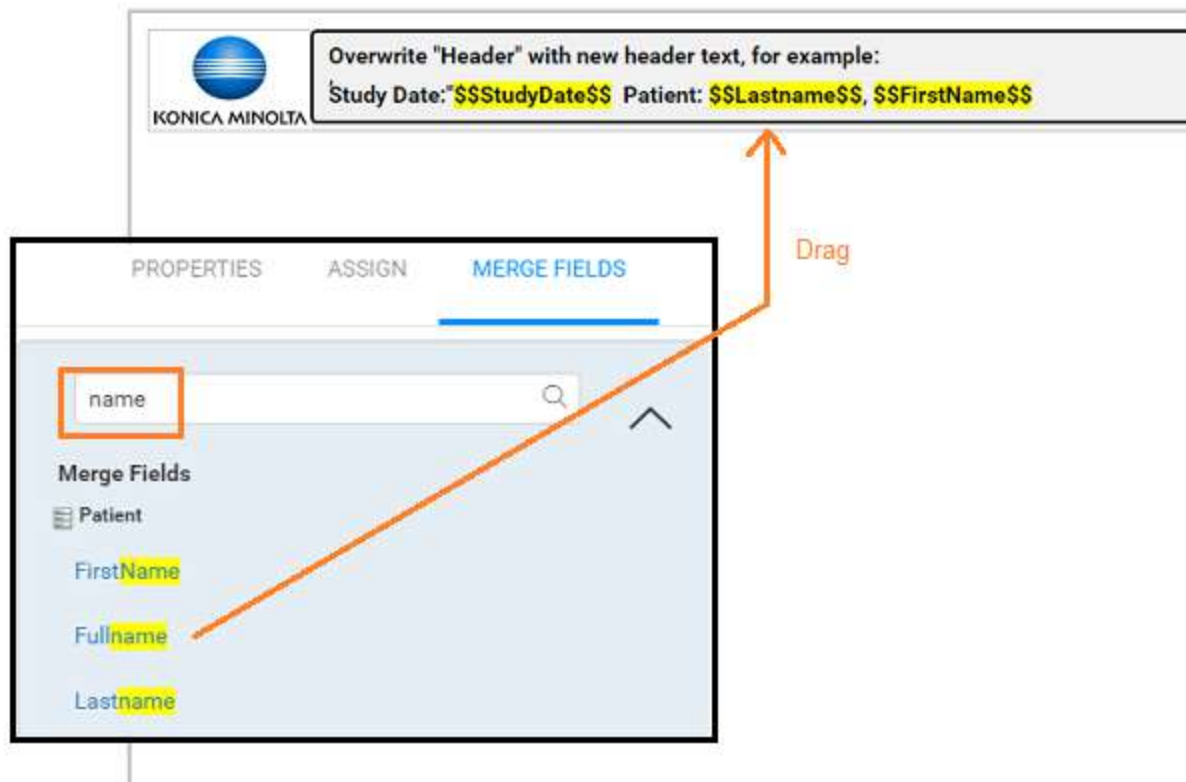 Overwrite "Header" with new header text, for example:
Study Date:"$$StudyDate$$ Patient: $$Lastname$$, $$FirstName$$
KONICA MINOLTA
Drag
PROPERTIES ASSIGN MERGE FIELDS
name
Merge Fields
Patient
FirstName
Fullname
Lastname